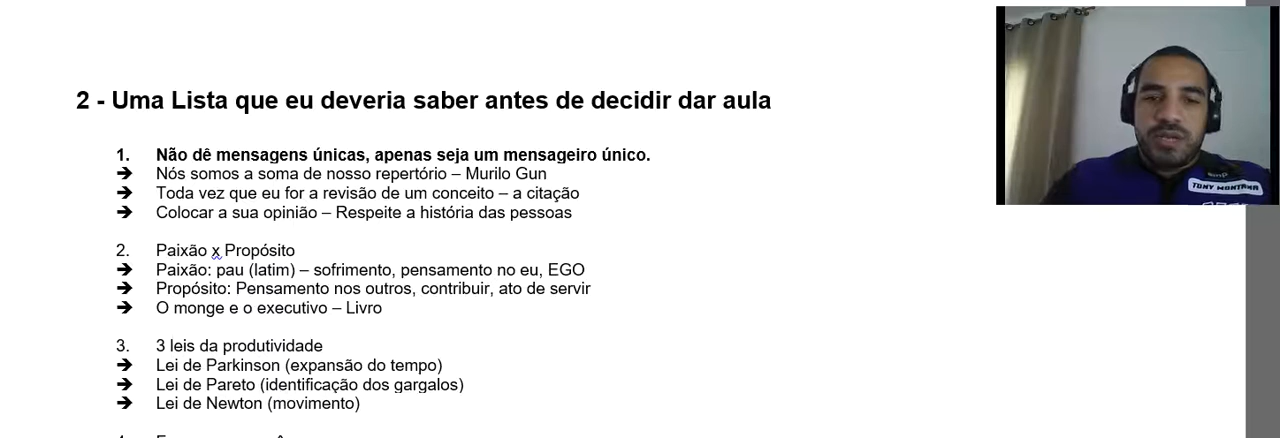 2 - Uma Lista que eu deveria saber antes de decidir dar aula
1. Não dê mensagens únicas, apenas seja um mensageiro único.
➔ Nós somos a soma de nosso repertório – Murilo Gun
➔ Toda vez que eu for a revisão de um conceito – a citação
➔ Colocar a sua opinião – Respeite a história das pessoas
2. Paixão x Propósito
➔ Paixão: pau (latim) – sofrimento, pensamento no eu, EGO
➔ Propósito: Pensamento nos outros, contribuir, ato de servir
➔ O monge e o executivo – Livro
3. 3 leis da produtividade
➔ Lei de Parkinson (expansão do tempo)
➔ Lei de Pareto (identificação dos gargalos)
➔ Lei de Newton (movimento)
TONY MONTANA